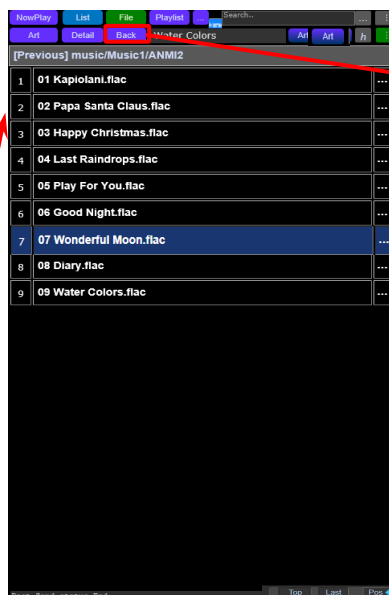 NowPlay List File Playlist ... Search.. ...
Art Detail Back Water Colors Art Art h
[Previous] music/Music1/ANMI2
1 01 Kapiolani.flac ...
2 02 Papa Santa Claus.flac ...
3 03 Happy Christmas.flac ...
4 04 Last Raindrops.flac ...
5 05 Play For You.flac ...
6 06 Good Night.flac ...
7 07 Wonderful Moon.flac ...
8 08 Diary.flac ...
9 09 Water Colors.flac ...
Top Last Pos